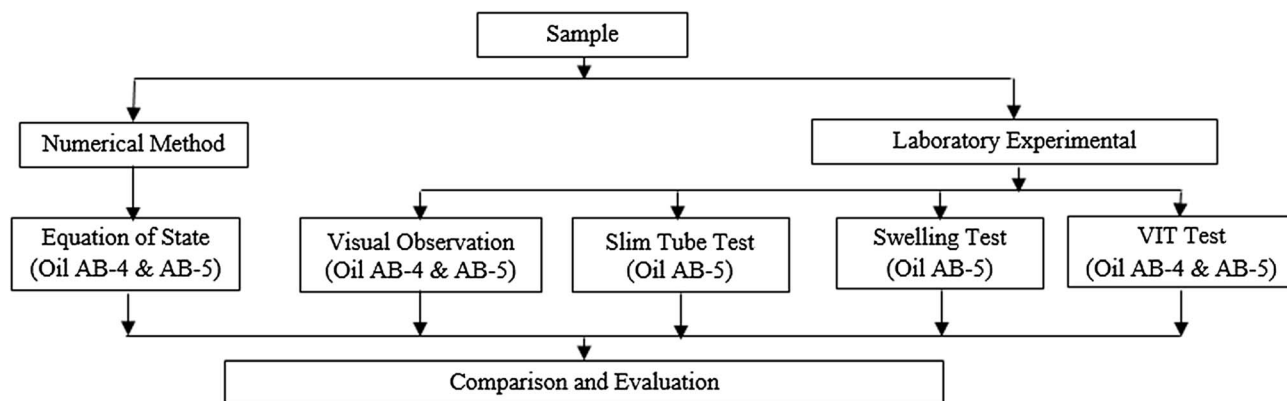 Sample
Numerical Method
Laboratory Experimental
Equation of State
(Oil AB-4 & AB-5)
Visual Observation
(Oil AB-4 & AB-5)
Slim Tube Test
(Oil AB-5)
Swelling Test
(Oil AB-5)
VIT Test
(Oil AB-4 & AB-5)
Comparison and Evaluation